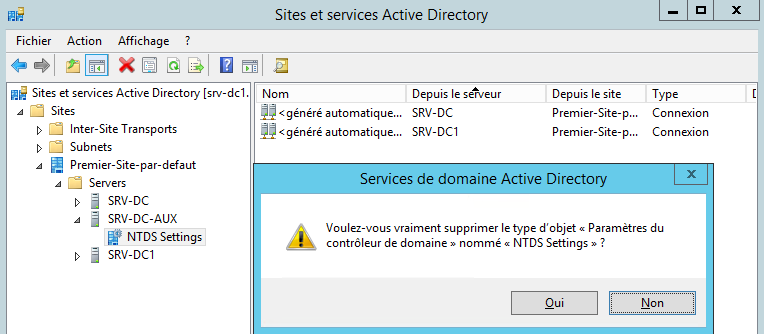 Sites et services Active Directory
Fichier Action Affichage ?
Sites et services Active Directory [srv-dc1.
Sites
Inter-Site Transports
Subnets
Premier-Site-par-defaut
Servers
SRV-DC
SRV-DC-AUX
NTDS Settings
SRV-DC1
Nom Depuis le serveur Depuis le site Type D
<généré automatique... SRV-DC Premier-Site-p... Connexion
<généré automatique... SRV-DC1 Premier-Site-p... Connexion
Services de domaine Active Directory
Voulez-vous vraiment supprimer le type d'objet « Paramètres du
contrôleur de domaine » nommé « NTDS Settings » ?
Oui Non